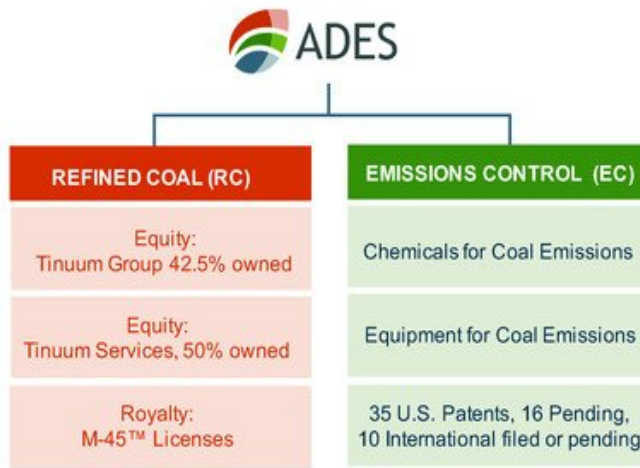 ADES
REFINED COAL (RC)
Equity:
Tinuum Group 42.5% owned
Equity:
Tinuum Services, 50% owned
Royalty:
M-45™ Licenses
EMISSIONS CONTROL (EC)
Chemicals for Coal Emissions
Equipment for Coal Emissions
35 U.S. Patents, 16 Pending,
10 International filed or pending